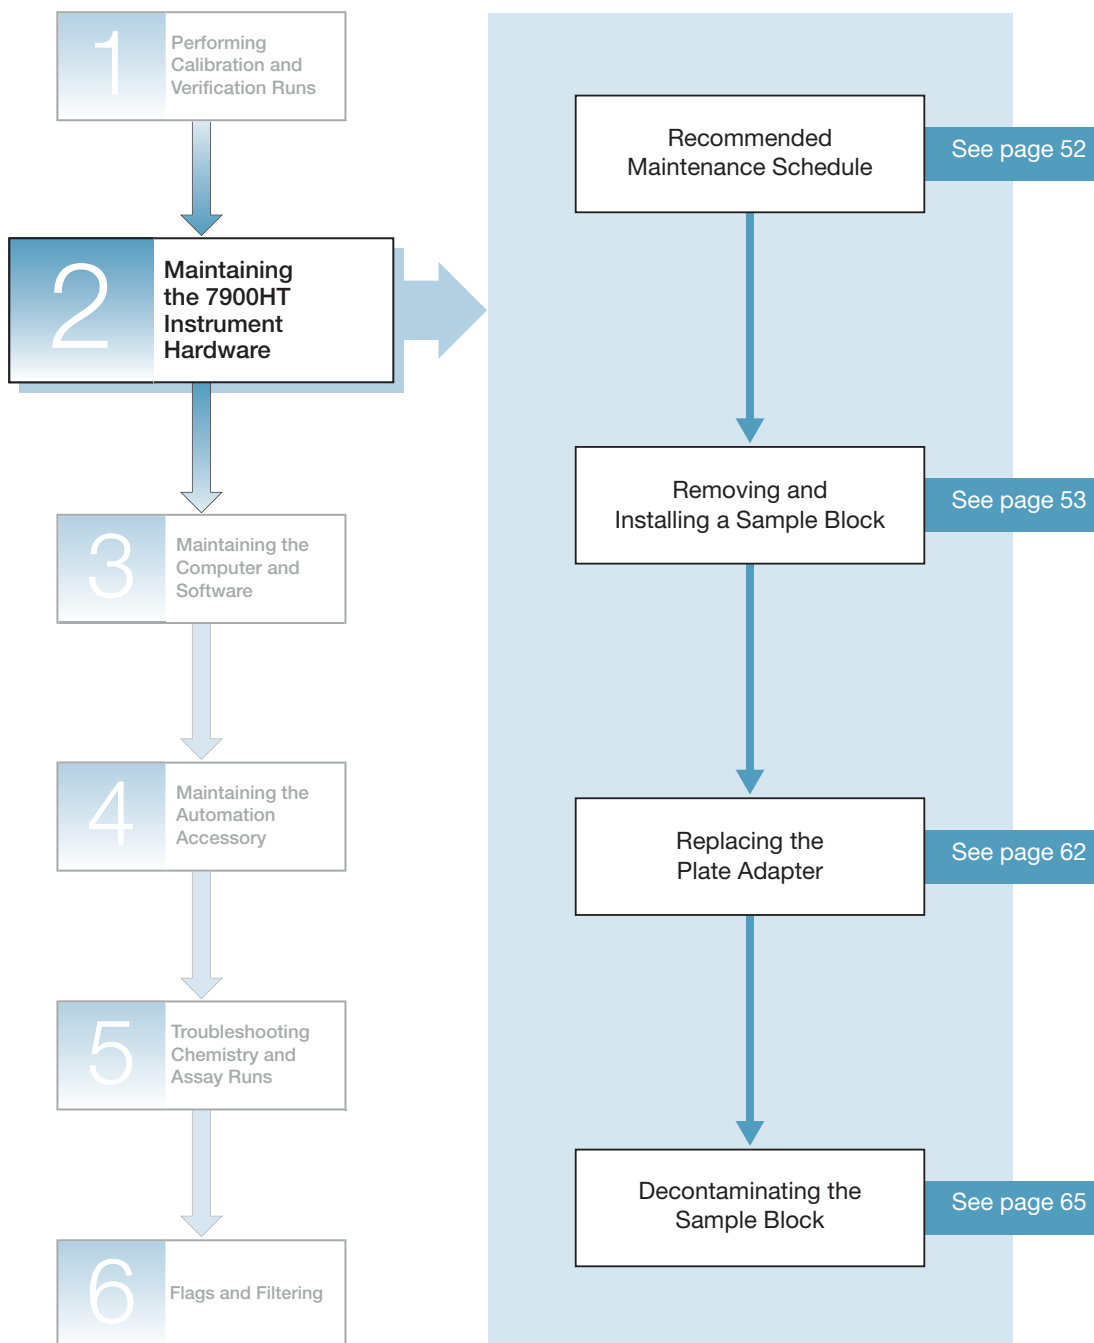 1
Performing
Calibration and
Verification Runs
2
Maintaining
the 7900HT
Instrument
Hardware
3
Maintaining the
Computer and
Software
4
Maintaining the
Automation
Accessory
5
Troubleshooting
Chemistry and
Assay Runs
6
Flags and Filtering
Recommended
Maintenance Schedule
See page 52
Removing and
Installing a Sample Block
See page 53
Replacing the
Plate Adapter
See page 62
Decontaminating the
Sample Block
See page 65